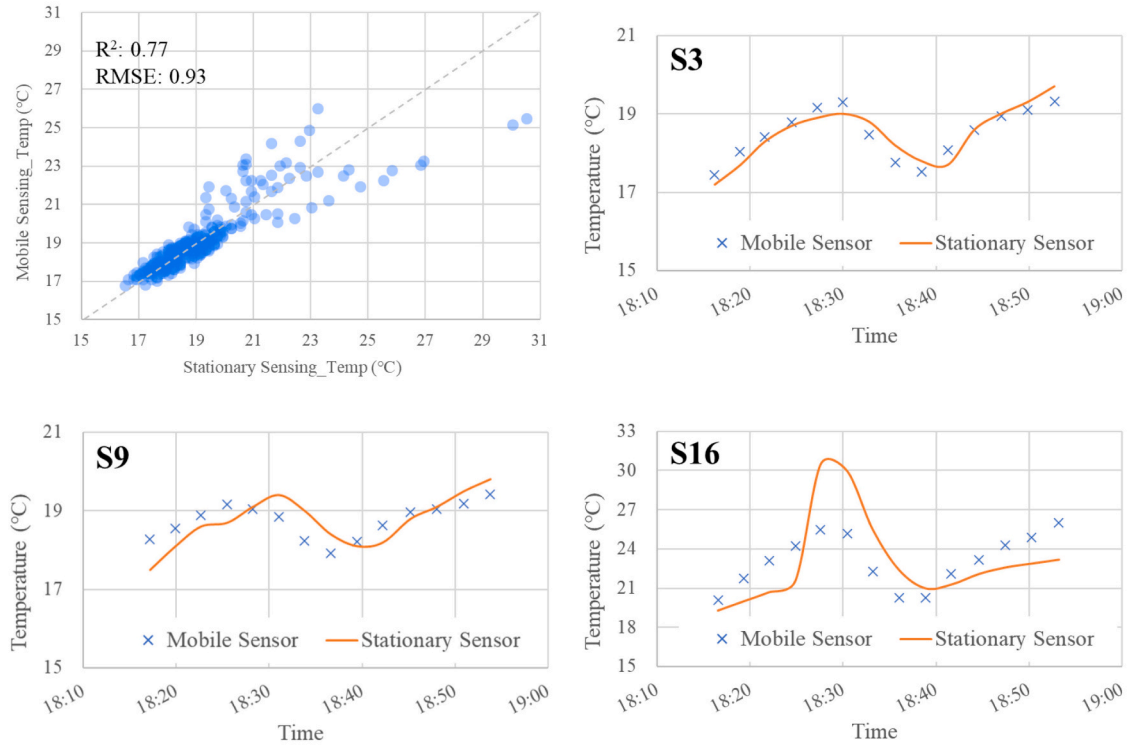 31
29
27
25
23
21
19
17
15
Mobile Sensing_Temp (℃)
R²: 0.77
RMSE: 0.93
15 17 19 21 23 25 27 29 31
Stationary Sensing_Temp (℃)
S3
21
19
17
15
Temperature (℃)
Mobile Sensor Stationary Sensor
18:10 18:20 18:30 18:40 18:50 19:00
Time
S9
21
19
17
15
Temperature (℃)
Mobile Sensor Stationary Sensor
18:10 18:20 18:30 18:40 18:50 19:00
Time
S16
33
30
27
24
21
18
15
Temperature (℃)
Mobile Sensor Stationary Sensor
18:10 18:20 18:30 18:40 18:50 19:00
Time